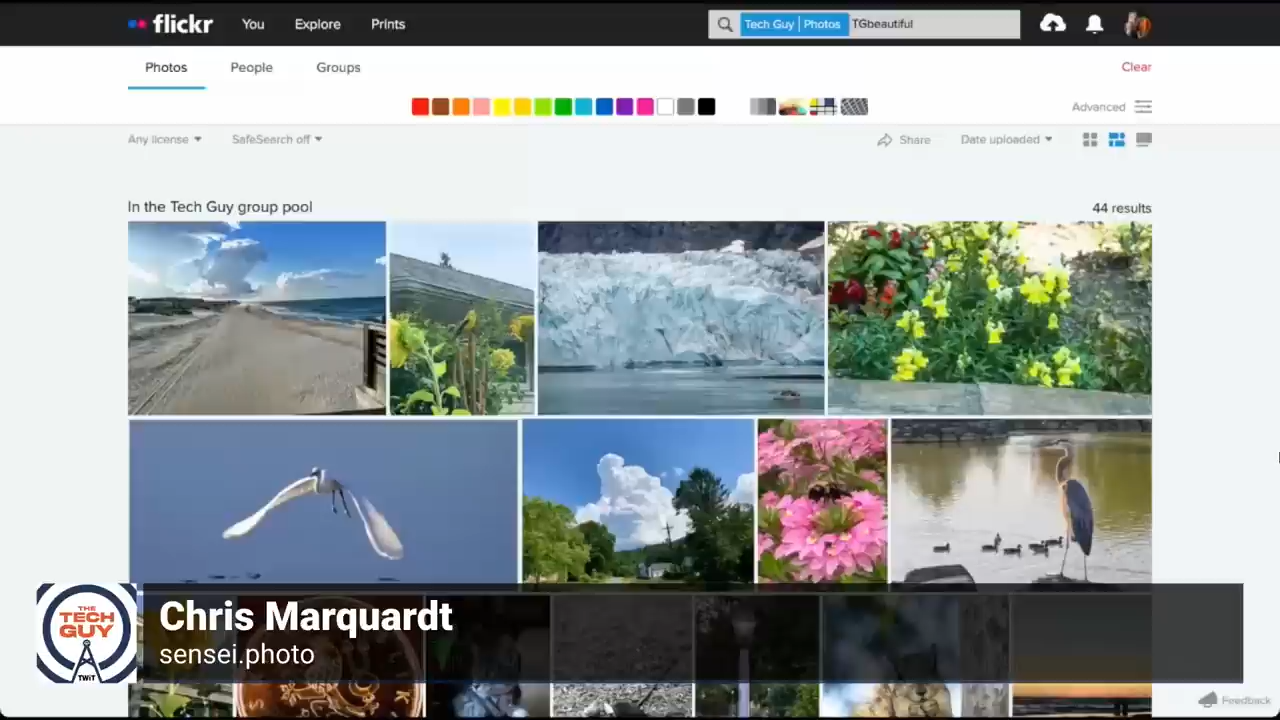 flickr You Explore Prints Tech Guy Photos TGbeautiful
Photos People Groups Clear
Advanced
Any license SafeSearch off Share Date uploaded
In the Tech Guy group pool 44 results
THE
TECH
GUY
TWiT
Chris Marquardt
sensei.photo
Feedback